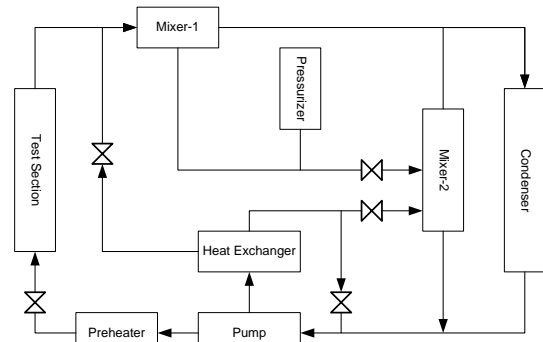 Mixer-1
Pressurizer
Test Section
Mixer-2
Condenser
Heat Exchanger
Preheater
Pump